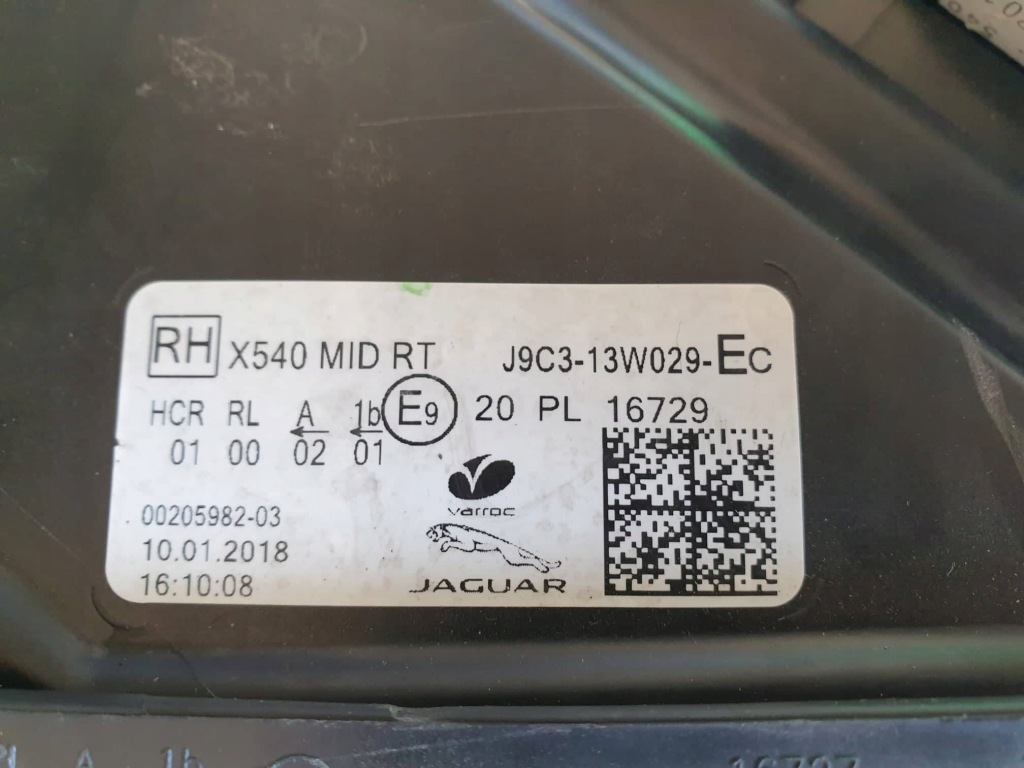 RH X540 MID RT J9C3-13W029-EC
HCR RL A 1b E9 20 PL 16729
01 00 02 01
varroc
00205982-03
10.01.2018
JAGUAR
16:10:08
A 1b